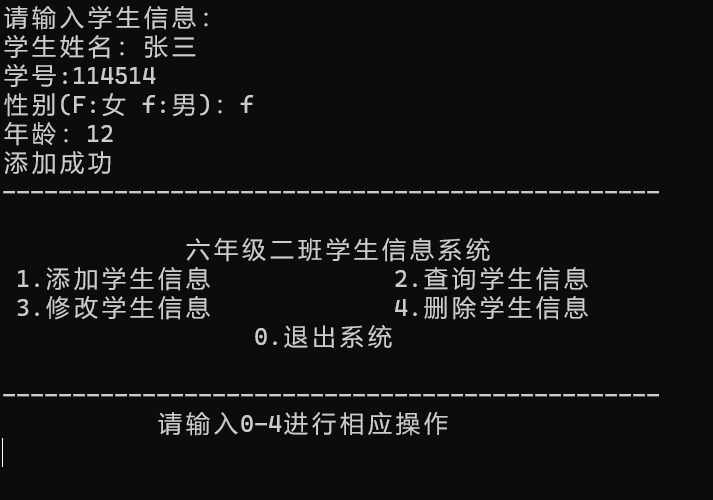 请输入学生信息:
学生姓名: 张三
学号:114514
性别(F:女 f:男): f
年龄: 12
添加成功
-----------------------------------------------
六年级二班学生信息系统
1.添加学生信息 2.查询学生信息
3.修改学生信息 4.删除学生信息
0.退出系统
-----------------------------------------------
请输入0-4进行相应操作